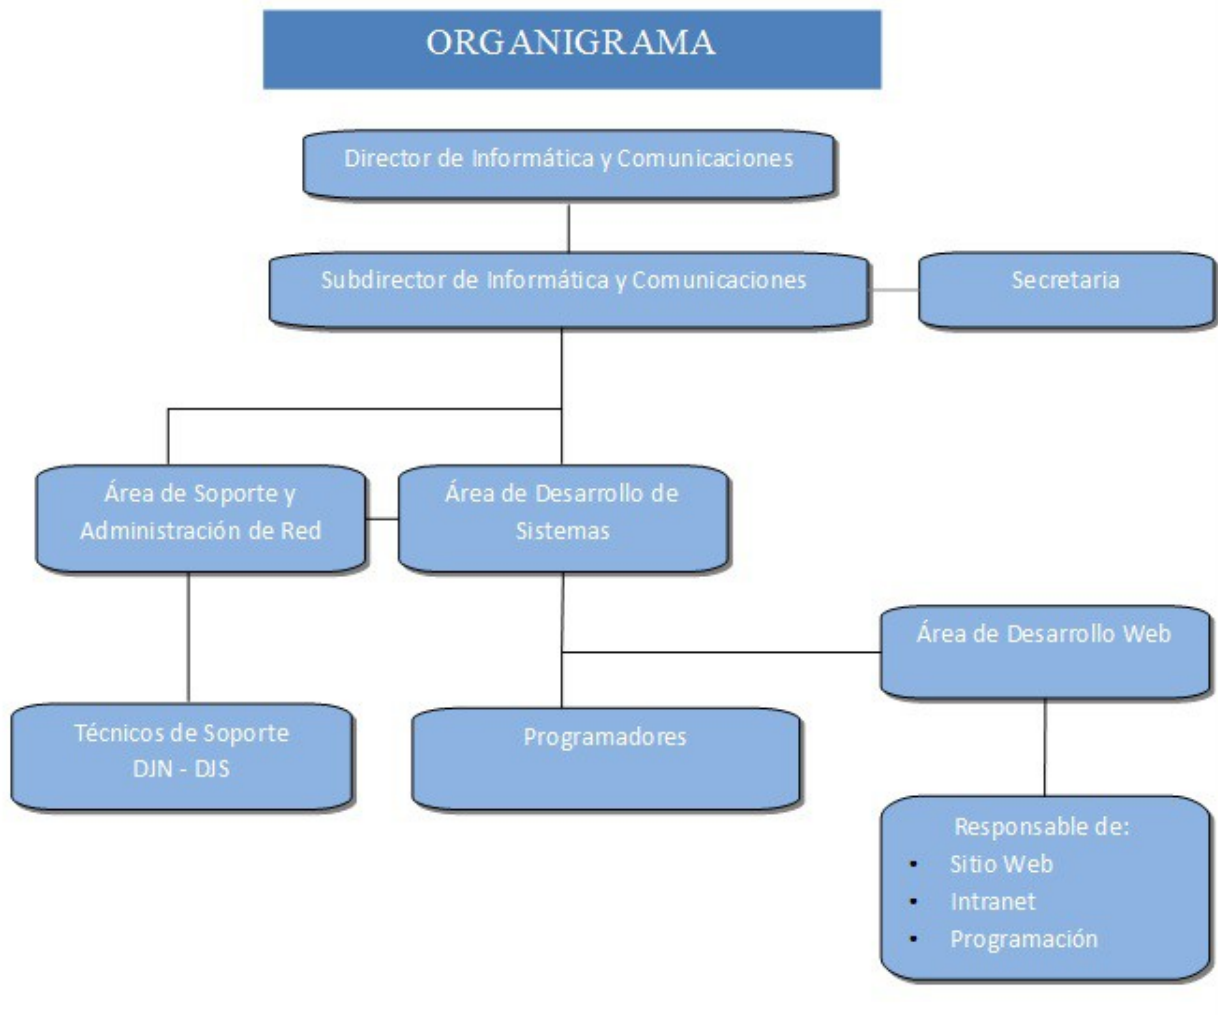 ORGANIGRAMA
Director de Informática y Comunicaciones
Subdirector de Informática y Comunicaciones
Secretaria
Área de Soporte y
Administración de Red
Área de Desarrollo de
Sistemas
Área de Desarrollo Web
Técnicos de Soporte
DJN - DJS
Programadores
Responsable de:
• Sitio Web
• Intranet
• Programación